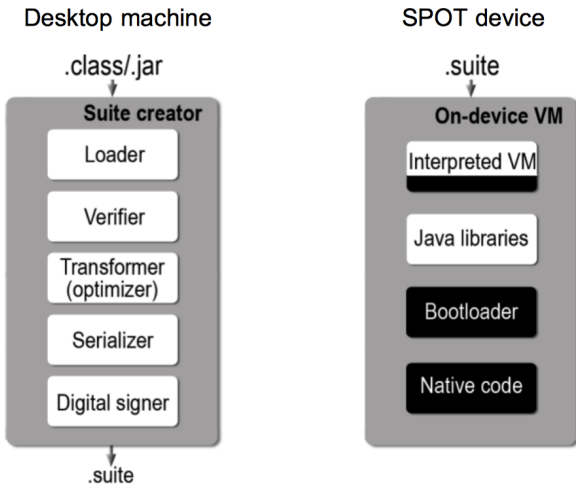 Desktop machine
.class/.jar
Suite creator
Loader
Verifier
Transformer
(optimizer)
Serializer
Digital signer
.suite
SPOT device
.suite
On-device VM
Interpreted VM
Java libraries
Bootloader
Native code